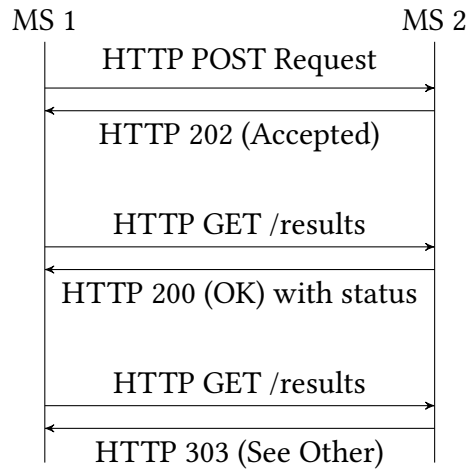 MS 1
MS 2
HTTP POST Request
HTTP 202 (Accepted)
HTTP GET /results
HTTP 200 (OK) with status
HTTP GET /results
HTTP 303 (See Other)